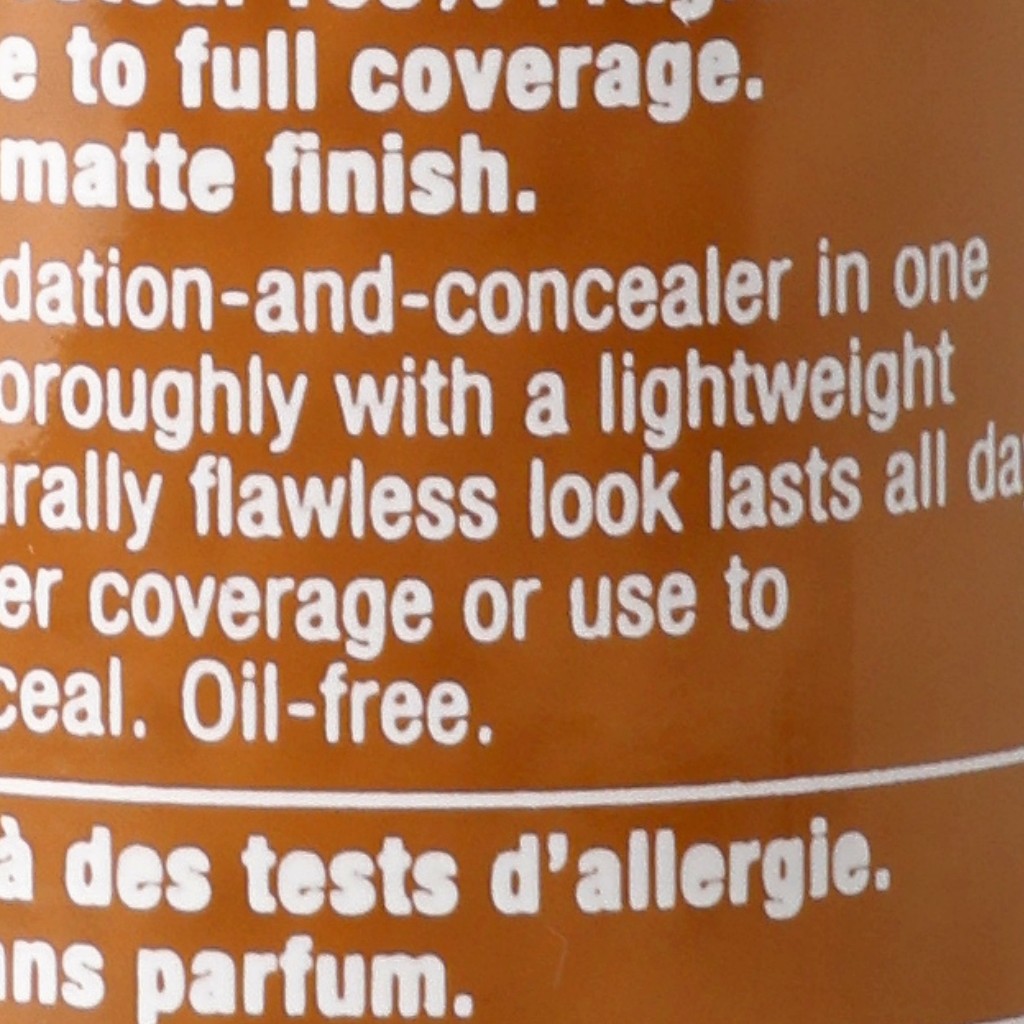 to full coverage.
matte finish.
dation-and-concealer in one
oroughly with a lightweight
rally flawless look lasts all da
er coverage or use to
ceal. Oil-free.
à des tests d'allergie.
ns parfum.